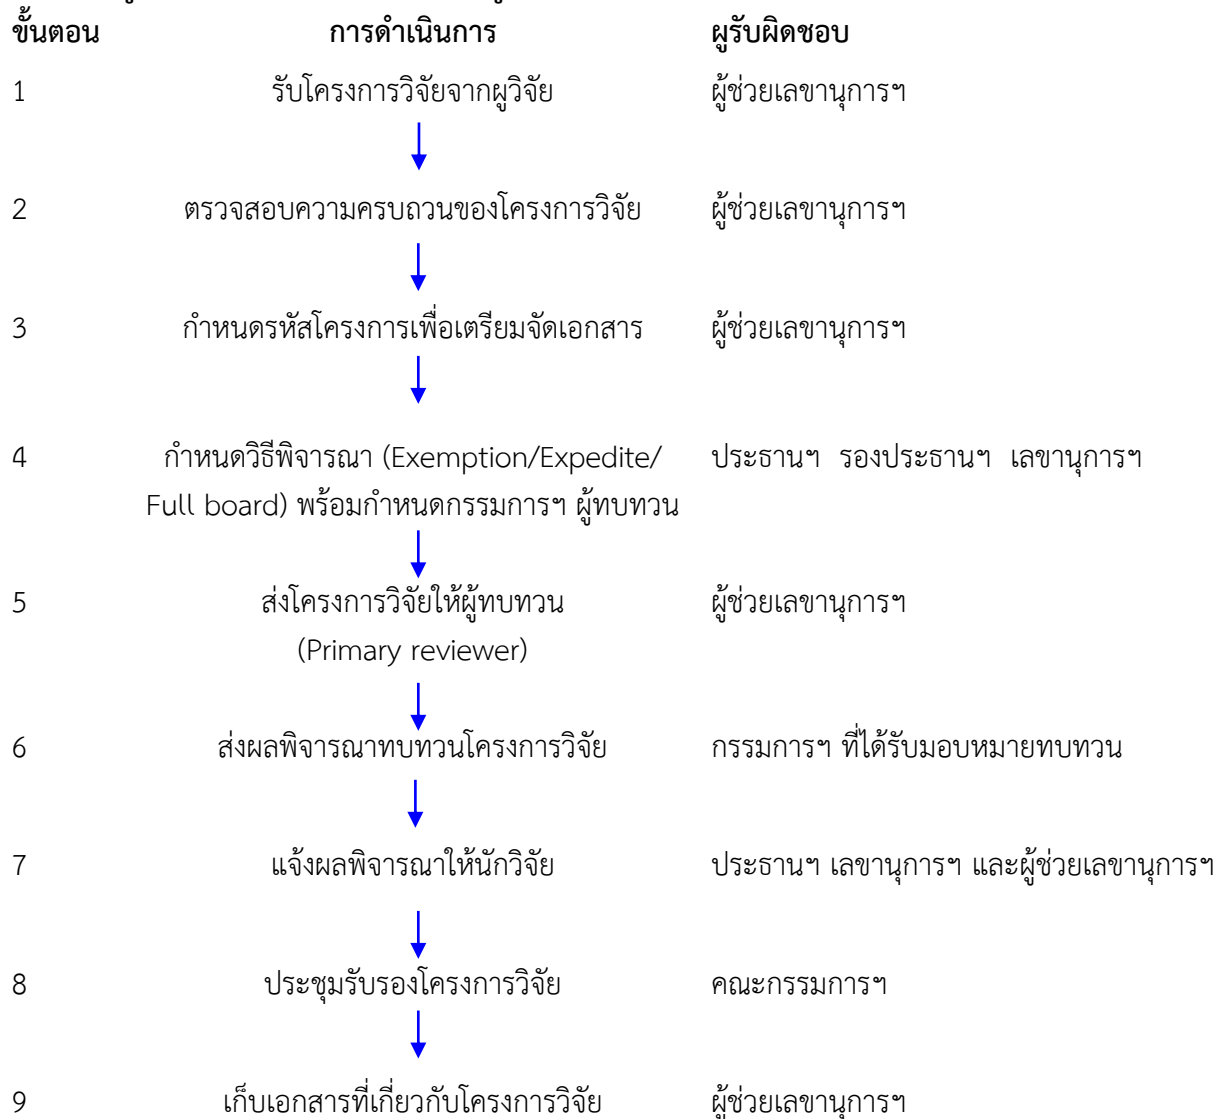 ขั้นตอน การดำเนินการ ผูรับผิดชอบ
1 รับโครงการวิจัยจากผูวิจัย ผู้ช่วยเลขานุการฯ
2 ตรวจสอบความครบถวนของโครงการวิจัย ผู้ช่วยเลขานุการฯ
3 กำหนดรหัสโครงการเพื่อเตรียมจัดเอกสาร ผู้ช่วยเลขานุการฯ
4 กำหนดวิธีพิจารณา (Exemption/Expedite/ ประธานฯ รองประธานฯ เลขานุการฯ
Full board) พร้อมกำหนดกรรมการฯ ผู้ทบทวน
5 ส่งโครงการวิจัยให้ผู้ทบทวน ผู้ช่วยเลขานุการฯ
(Primary reviewer)
6 ส่งผลพิจารณาทบทวนโครงการวิจัย กรรมการฯ ที่ได้รับมอบหมายทบทวน
7 แจ้งผลพิจารณาให้นักวิจัย ประธานฯ เลขานุการฯ และผู้ช่วยเลขานุการฯ
8 ประชุมรับรองโครงการวิจัย คณะกรรมการฯ
9 เก็บเอกสารที่เกี่ยวกับโครงการวิจัย ผู้ช่วยเลขานุการฯ